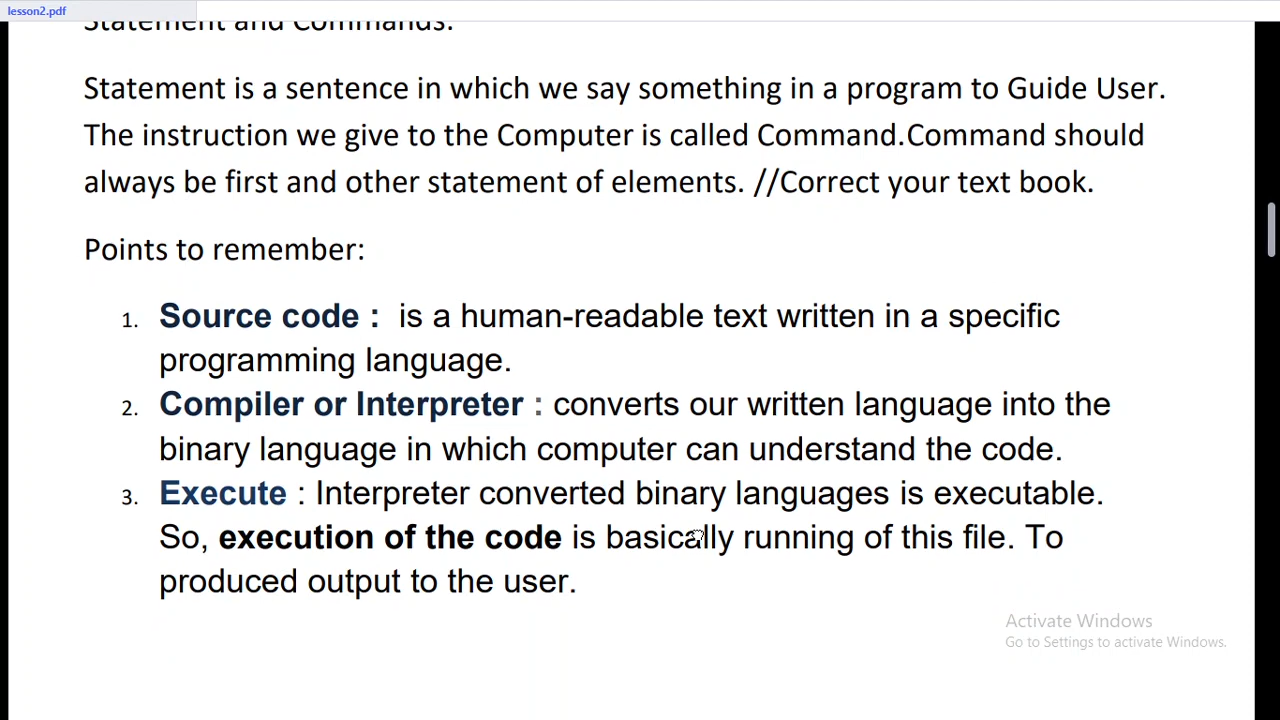 lesson2.pdf
Statement and Commands:
Statement is a sentence in which we say something in a program to Guide User.
The instruction we give to the Computer is called Command.Command should
always be first and other statement of elements. //Correct your text book.
Points to remember:
1. Source code : is a human-readable text written in a specific
programming language.
2. Compiler or Interpreter : converts our written language into the
binary language in which computer can understand the code.
3. Execute : Interpreter converted binary languages is executable.
So, execution of the code is basically running of this file. To
produced output to the user.
Activate Windows
Go to Settings to activate Windows.